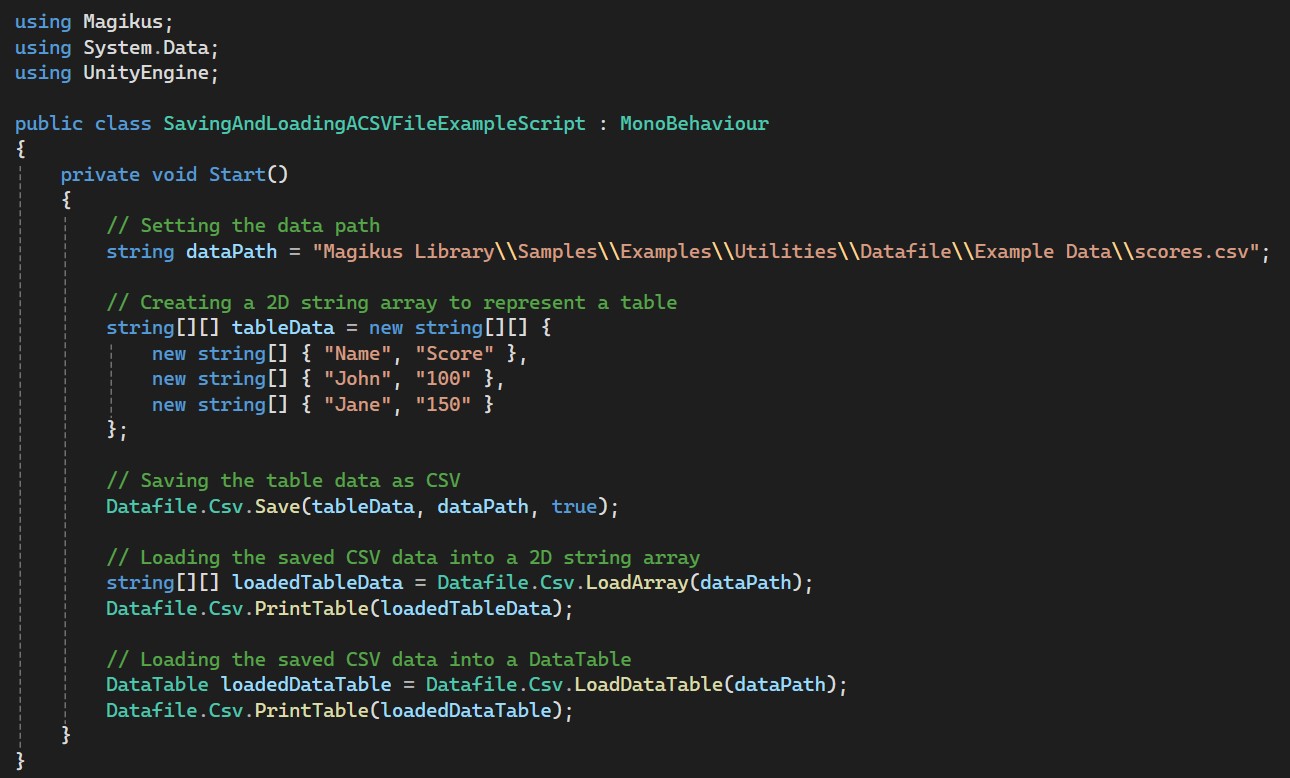 using Magikus;
using System.Data;
using UnityEngine;

public class SavingAndLoadingACSVFileExampleScript : MonoBehaviour
{
    private void Start()
    {
        // Setting the data path
        string dataPath = "Magikus Library\\Samples\\Examples\\Utilities\\Datafile\\Example Data\\scores.csv";

        // Creating a 2D string array to represent a table
        string[][] tableData = new string[][] {
            new string[] { "Name", "Score" },
            new string[] { "John", "100" },
            new string[] { "Jane", "150" }
        };

        // Saving the table data as CSV
        Datafile.Csv.Save(tableData, dataPath, true);

        // Loading the saved CSV data into a 2D string array
        string[][] loadedTableData = Datafile.Csv.LoadArray(dataPath);
        Datafile.Csv.PrintTable(loadedTableData);

        // Loading the saved CSV data into a DataTable
        DataTable loadedDataTable = Datafile.Csv.LoadDataTable(dataPath);
        Datafile.Csv.PrintTable(loadedDataTable);
    }
}